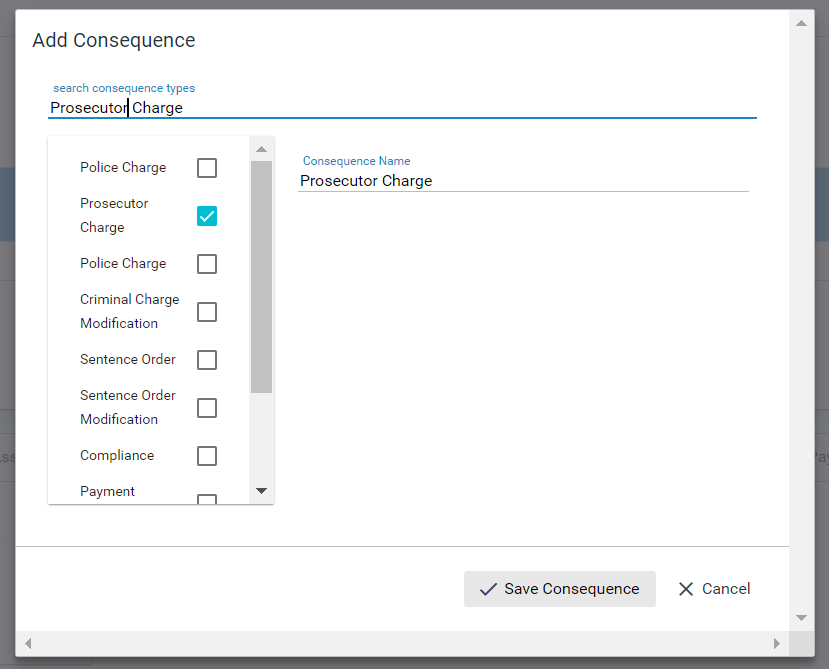 Add Consequence
search consequence types
Prosecutor Charge
Police Charge
Prosecutor
Charge
Police Charge
Criminal Charge
Modification
Sentence Order
Sentence Order
Modification
Compliance
Payment
Consequence Name
Prosecutor Charge
Save Consequence
Cancel